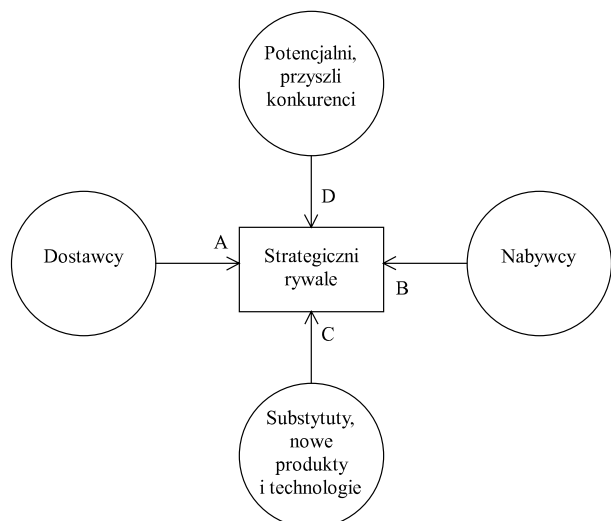 Potencjalni,
przyszli
konkurenci
D
Dostawcy
A
Strategiczni
rywale
B
Nabywcy
C
Substytuty,
nowe
produkty
i technologie